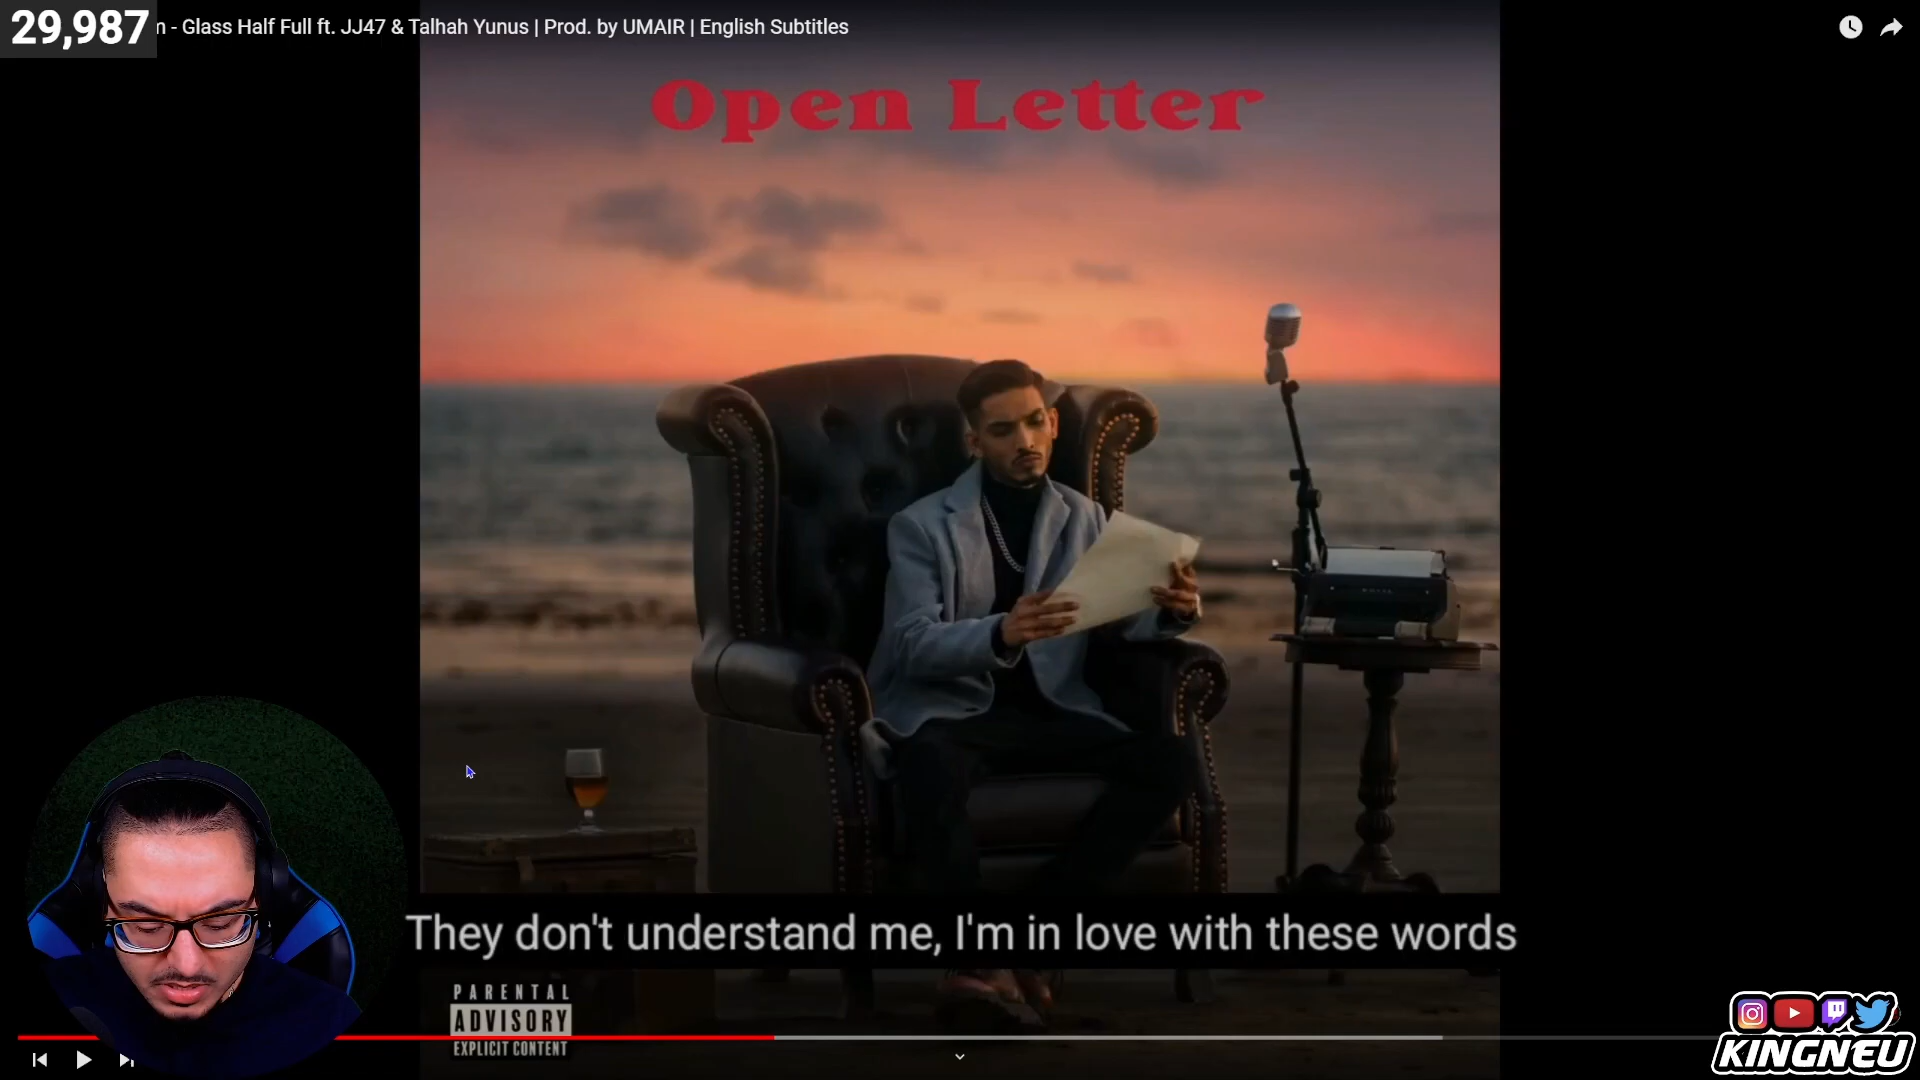 29,987
n - Glass Half Full ft. JJ47 & Talhah Yunus | Prod. by UMAIR | English Subtitles
Open Letter
They don't understand me, I'm in love with these words
PARENTAL
ADVISORY
EXPLICIT CONTENT
KINGNEU